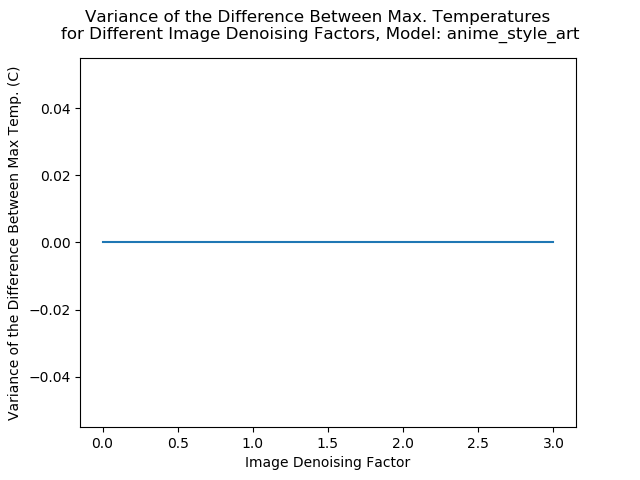 Variance of the Difference Between Max. Temperatures
for Different Image Denoising Factors, Model: anime_style_art
Variance of the Difference Between Max Temp. (C)
0.04
0.02
0.00
−0.02
−0.04
0.0 0.5 1.0 1.5 2.0 2.5 3.0
Image Denoising Factor